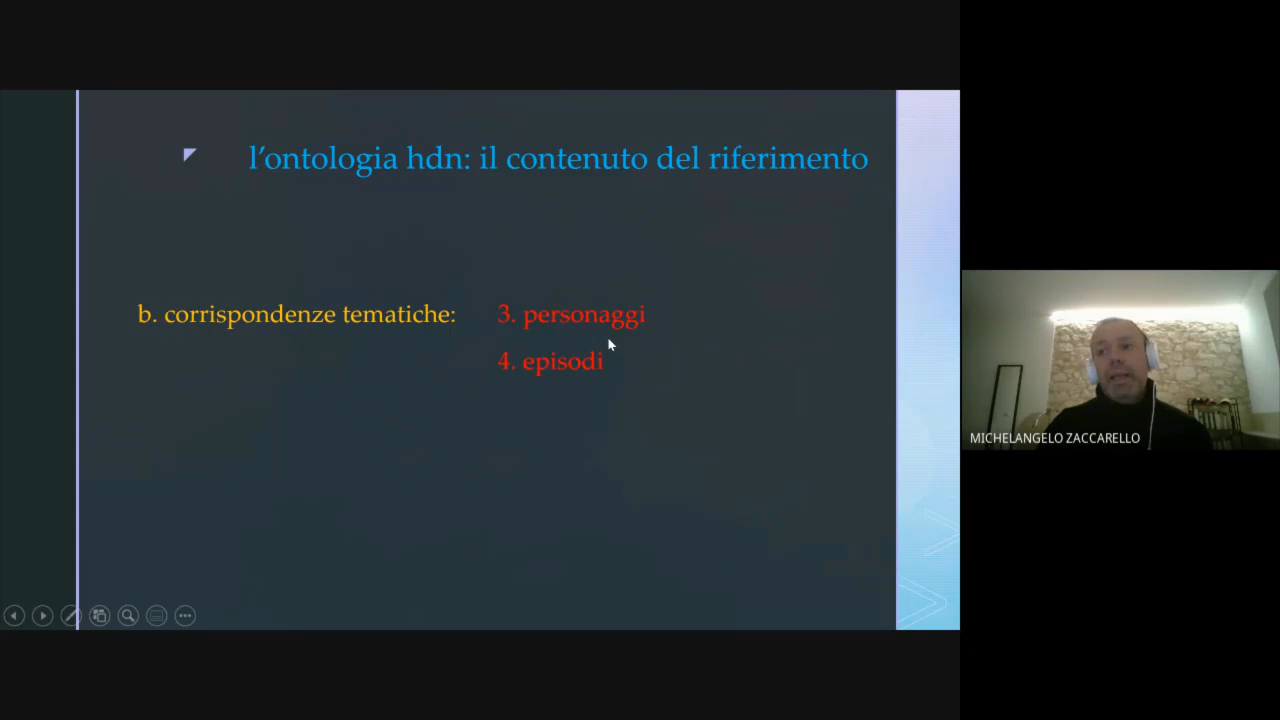 l’ontologia hdn: il contenuto del riferimento
b. corrispondenze tematiche: 3. personaggi
4. episodi
MICHELANGELO ZACCARELLO